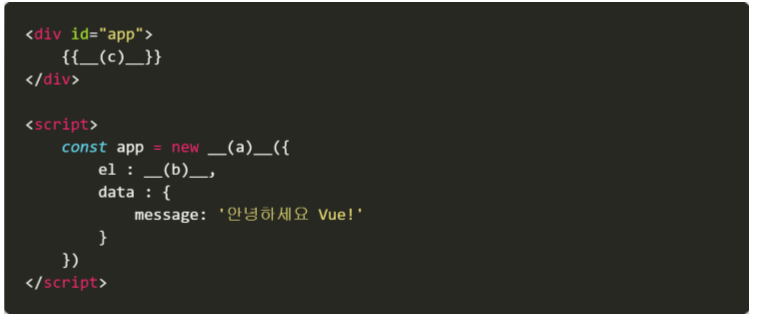 <div id="app">
    {{__(c)__}}
</div>

<script>
    const app = new __(a)__({
        el : __(b)__,
        data : {
            message: '안녕하세요 Vue!'
        }
    })
</script>